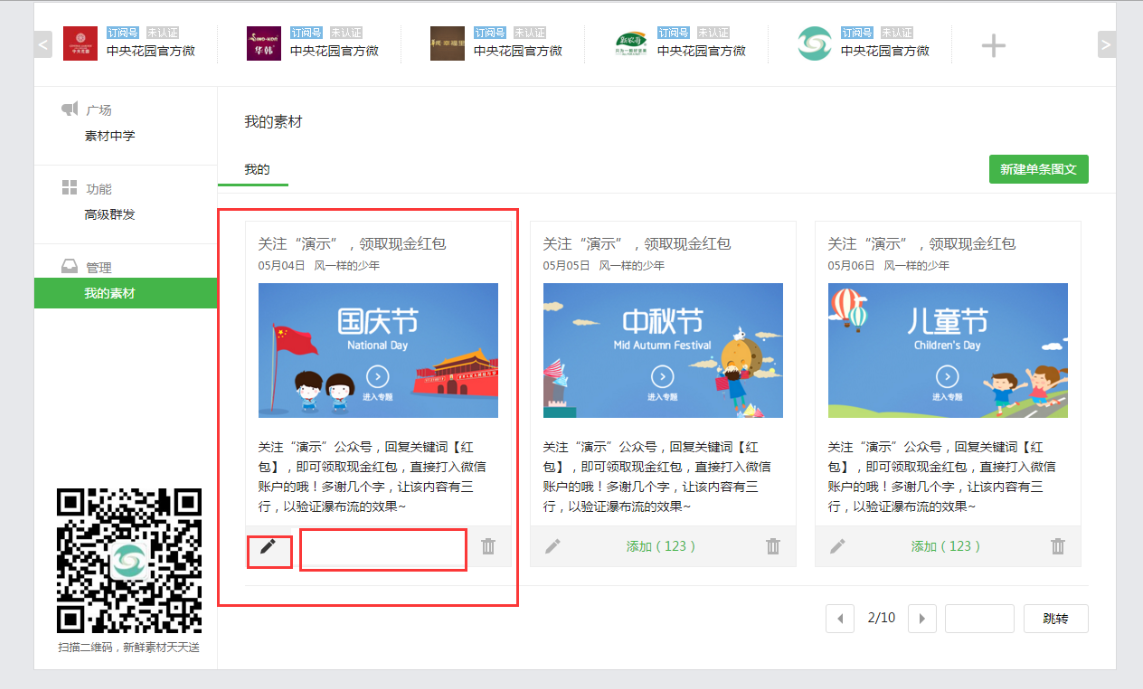 <
订阅号 未认证
中央花园官方微
订阅号 未认证
中央花园官方微
订阅号 未认证
中央花园官方微
订阅号 未认证
中央花园官方微
订阅号 未认证
中央花园官方微
>
广场
素材中学
功能
高级群发
管理
我的素材
扫描二维码，新鲜素材天天送
我的素材
我的
新建单条图文
关注“演示”，领取现金红包
05月04日 风一样的少年
国庆节
National Day
进入专题
关注“演示”公众号，回复关键词【红
包】，即可领取现金红包，直接打入微信
账户的哦！多谢几个字，让该内容有三
行，以验证瀑布流的效果~
关注“演示”，领取现金红包
05月05日 风一样的少年
中秋节
Mid Autumn Festival
进入专题
关注“演示”公众号，回复关键词【红
包】，即可领取现金红包，直接打入微信
账户的哦！多谢几个字，让该内容有三
行，以验证瀑布流的效果~
添加（123）
关注“演示”，领取现金红包
05月06日 风一样的少年
儿童节
Children's Day
进入专题
关注“演示”公众号，回复关键词【红
包】，即可领取现金红包，直接打入微信
账户的哦！多谢几个字，让该内容有三
行，以验证瀑布流的效果~
添加（123）
2/10
跳转